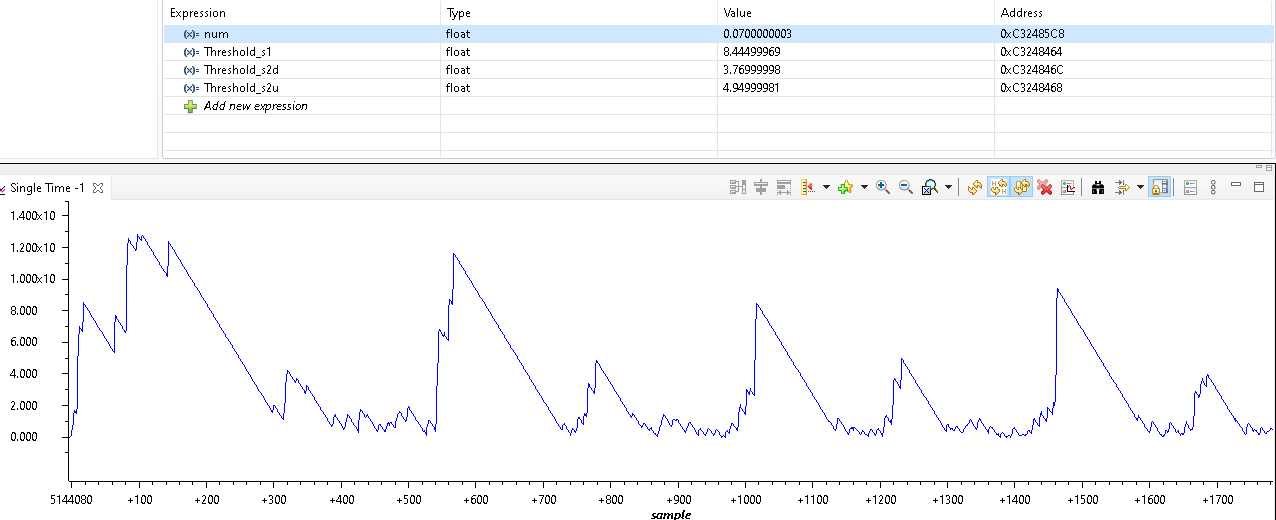 Expression Type Value Address
(x)= num float 0.0700000003 0xC32485C8
(x)= Threshold_s1 float 8.44499969 0xC3248464
(x)= Threshold_s2d float 3.76999998 0xC324846C
(x)= Threshold_s2u float 4.94999981 0xC3248468
Add new expression
Single Time -1
1.400x10
1.200x10
1.000x10
8.000
6.000
4.000
2.000
0.000
5144080 +100 +200 +300 +400 +500 +600 +700 +800 +900 +1000 +1100 +1200 +1300 +1400 +1500 +1600 +1700
sample